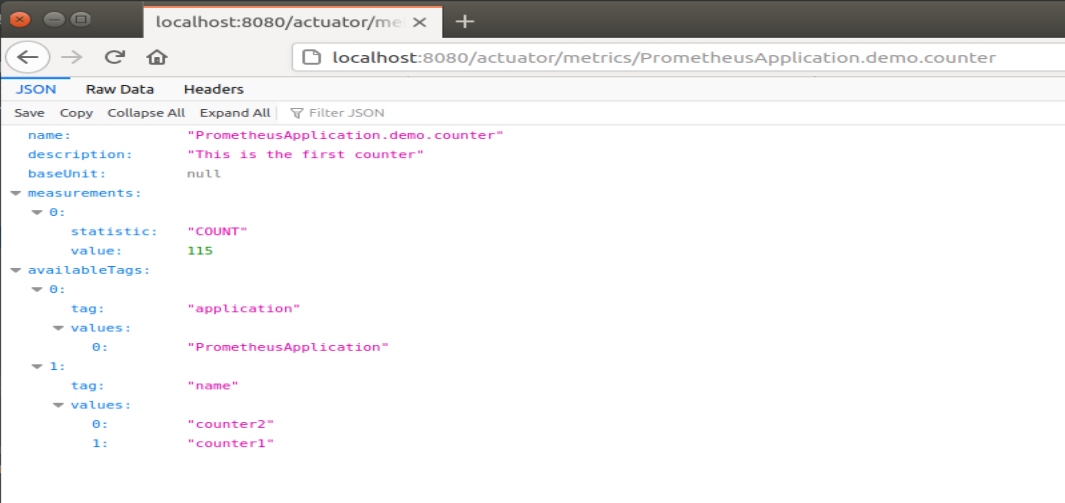 localhost:8080/actuator/me
localhost:8080/actuator/metrics/PrometheusApplication.demo.counter
JSON Raw Data Headers
Save Copy Collapse All Expand All Filter JSON
name: "PrometheusApplication.demo.counter"
description: "This is the first counter"
baseUnit: null
measurements:
0:
statistic: "COUNT"
value: 115
availableTags:
0:
tag: "application"
values:
0: "PrometheusApplication"
1:
tag: "name"
values:
0: "counter2"
1: "counter1"